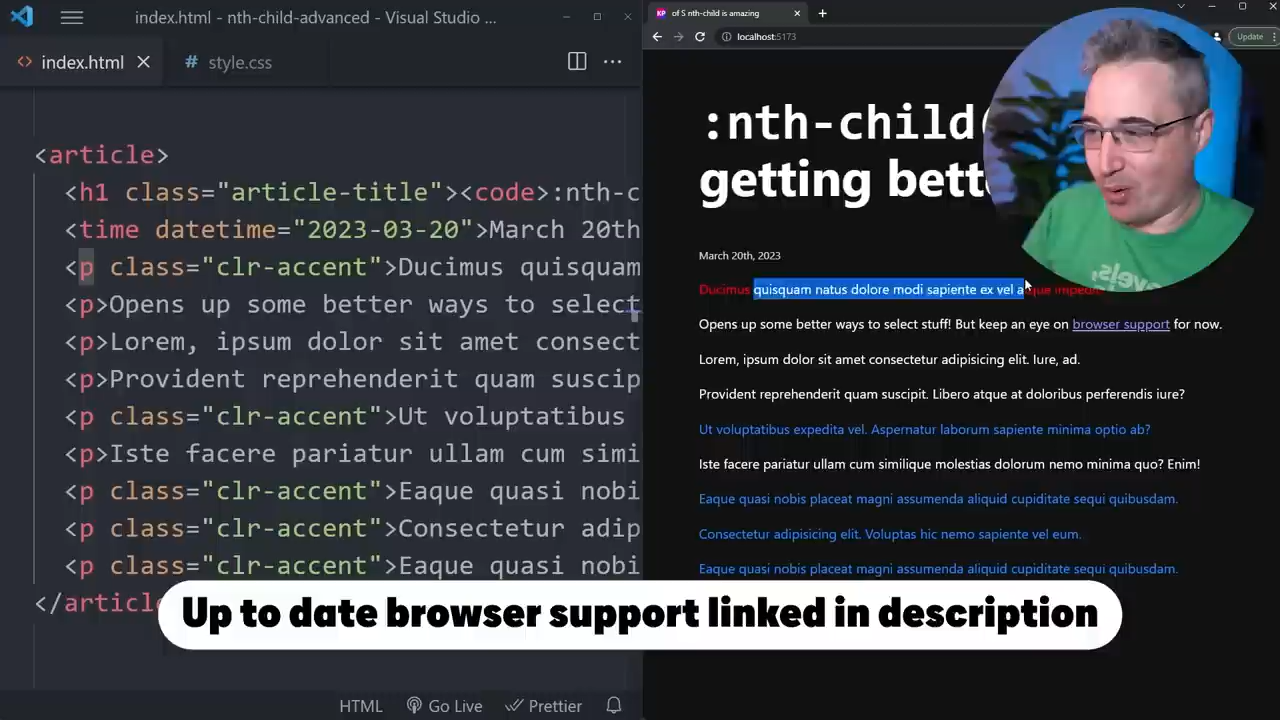 index.html - nth-child-advanced - Visual Studio ...
index.html
# style.css
<article>
<h1 class="article-title"><code>:nth-c
<time datetime="2023-03-20">March 20th
<p class="clr-accent">Ducimus quisquam
<p>Opens up some better ways to select
<p>Lorem, ipsum dolor sit amet consect
<p>Provident reprehenderit quam suscip
<p class="clr-accent">Ut voluptatibus
<p>Iste facere pariatur ullam cum simi
<p class="clr-accent">Eaque quasi nobi
<p class="clr-accent">Consectetur adip
<p class="clr-accent">Eaque quasi nobi
</article
HTML
Go Live
Prettier
KP
of S nth-child is amazing
localhost:5173
Update
:nth-child(
getting bett
March 20th, 2023
Ducimus quisquam natus dolore modi sapiente ex vel atque impedit
Opens up some better ways to select stuff! But keep an eye on browser support for now.
Lorem, ipsum dolor sit amet consectetur adipisicing elit. Iure, ad.
Provident reprehenderit quam suscipit. Libero atque at doloribus perferendis iure?
Ut voluptatibus expedita vel. Aspernatur laborum sapiente minima optio ab?
Iste facere pariatur ullam cum similique molestias dolorum nemo minima quo? Enim!
Eaque quasi nobis placeat magni assumenda aliquid cupiditate sequi quibusdam.
Consectetur adipisicing elit. Voluptas hic nemo sapiente vel eum.
Eaque quasi nobis placeat magni assumenda aliquid cupiditate sequi quibusdam.
Up to date browser support linked in description